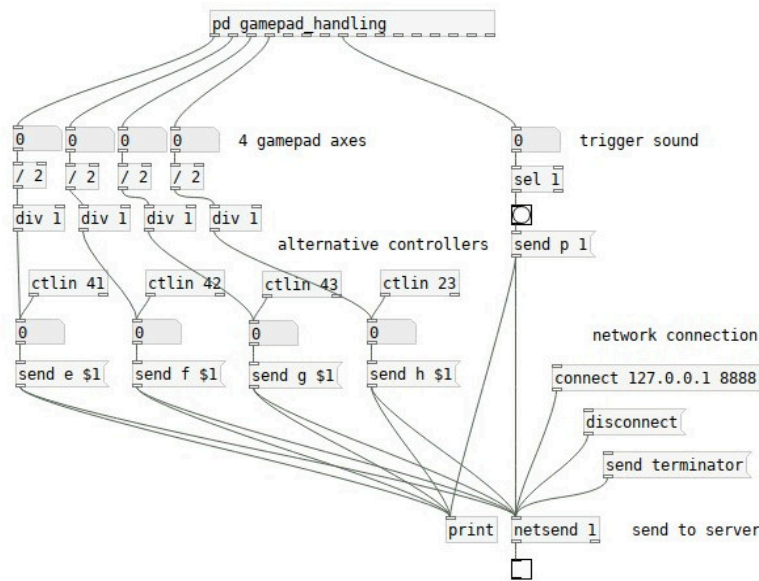 pd gamepad_handling
0 0 0 0 4 gamepad axes 0 trigger sound
/ 2 / 2 / 2 / 2 sel 1
div 1 div 1 div 1 div 1
alternative controllers send p 1
ctlin 41 ctlin 42 ctlin 43 ctlin 23
0 0 0 0
network connection
send e $1 send f $1 send g $1 send h $1
connect 127.0.0.1 8888
disconnect
send terminator
print netsend 1 send to server